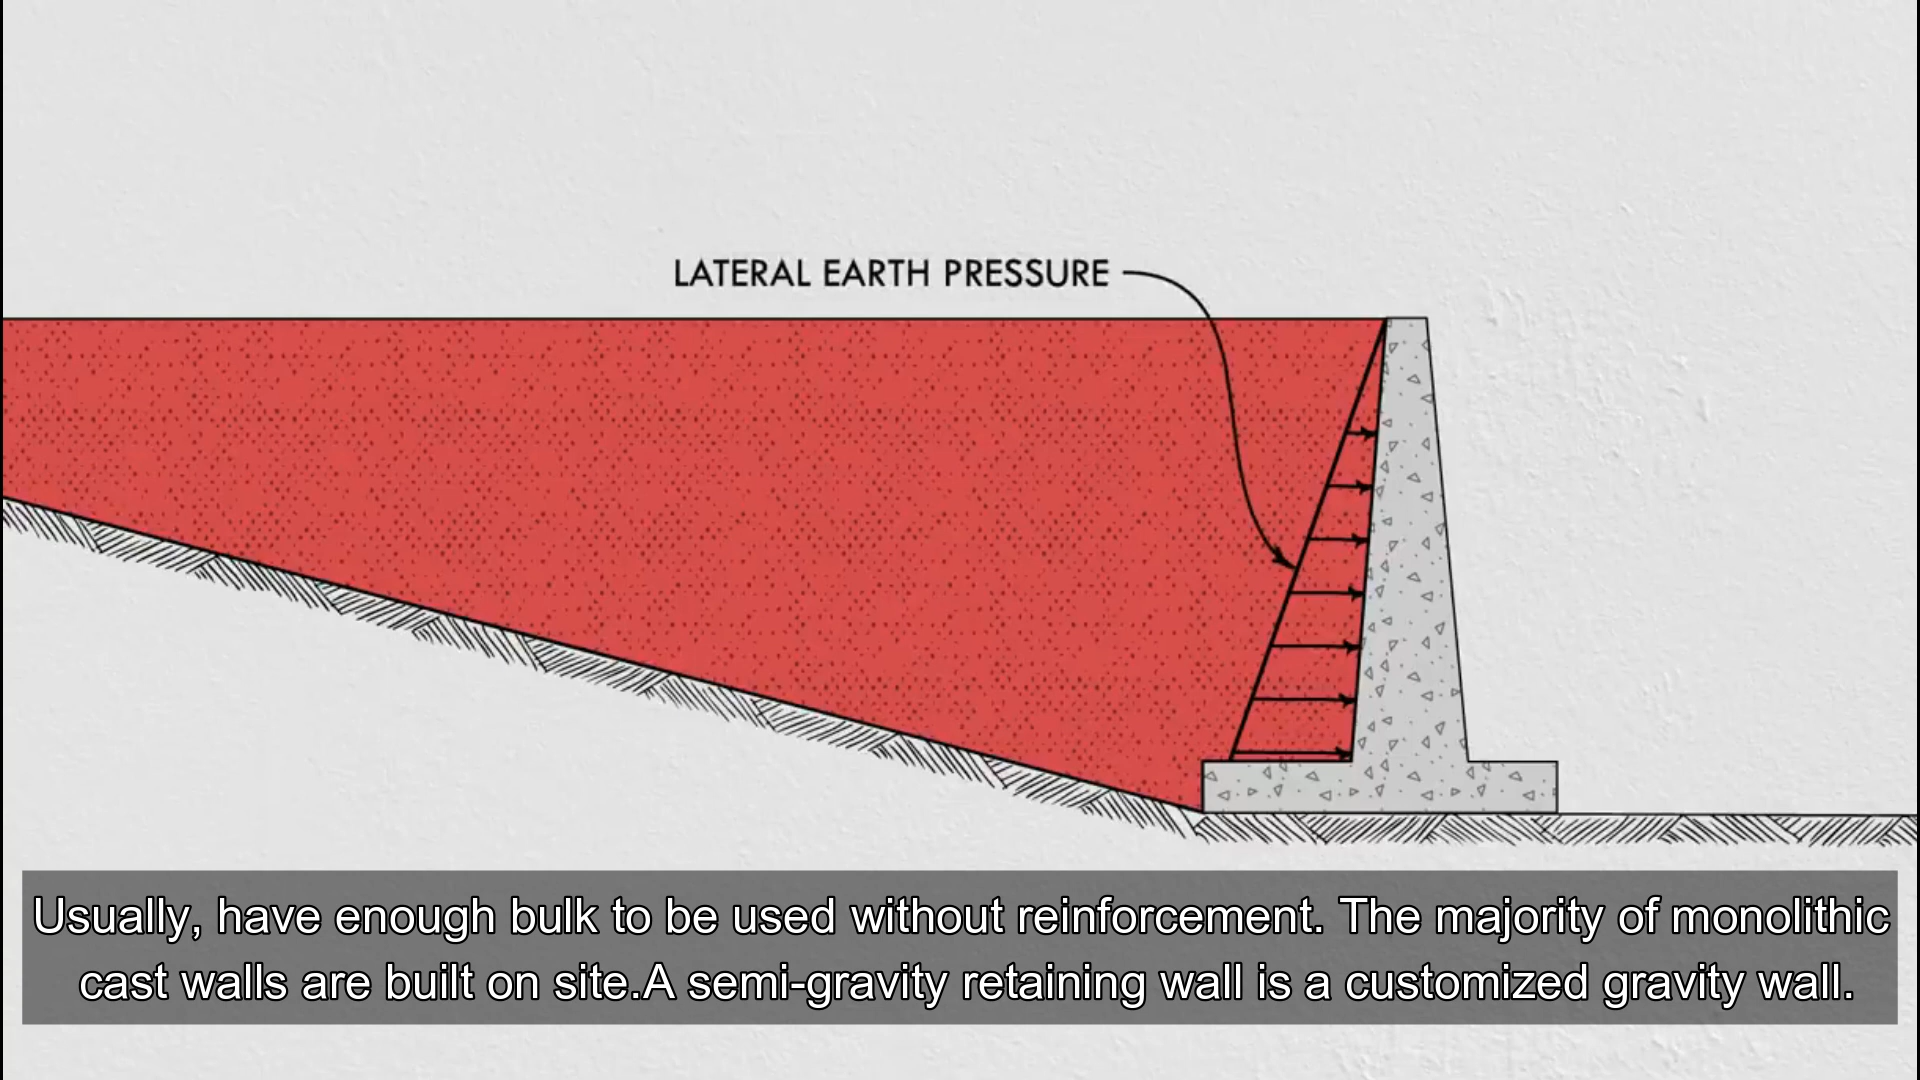 LATERAL EARTH PRESSURE
Usually, have enough bulk to be used without reinforcement. The majority of monolithic
cast walls are built on site.A semi-gravity retaining wall is a customized gravity wall.